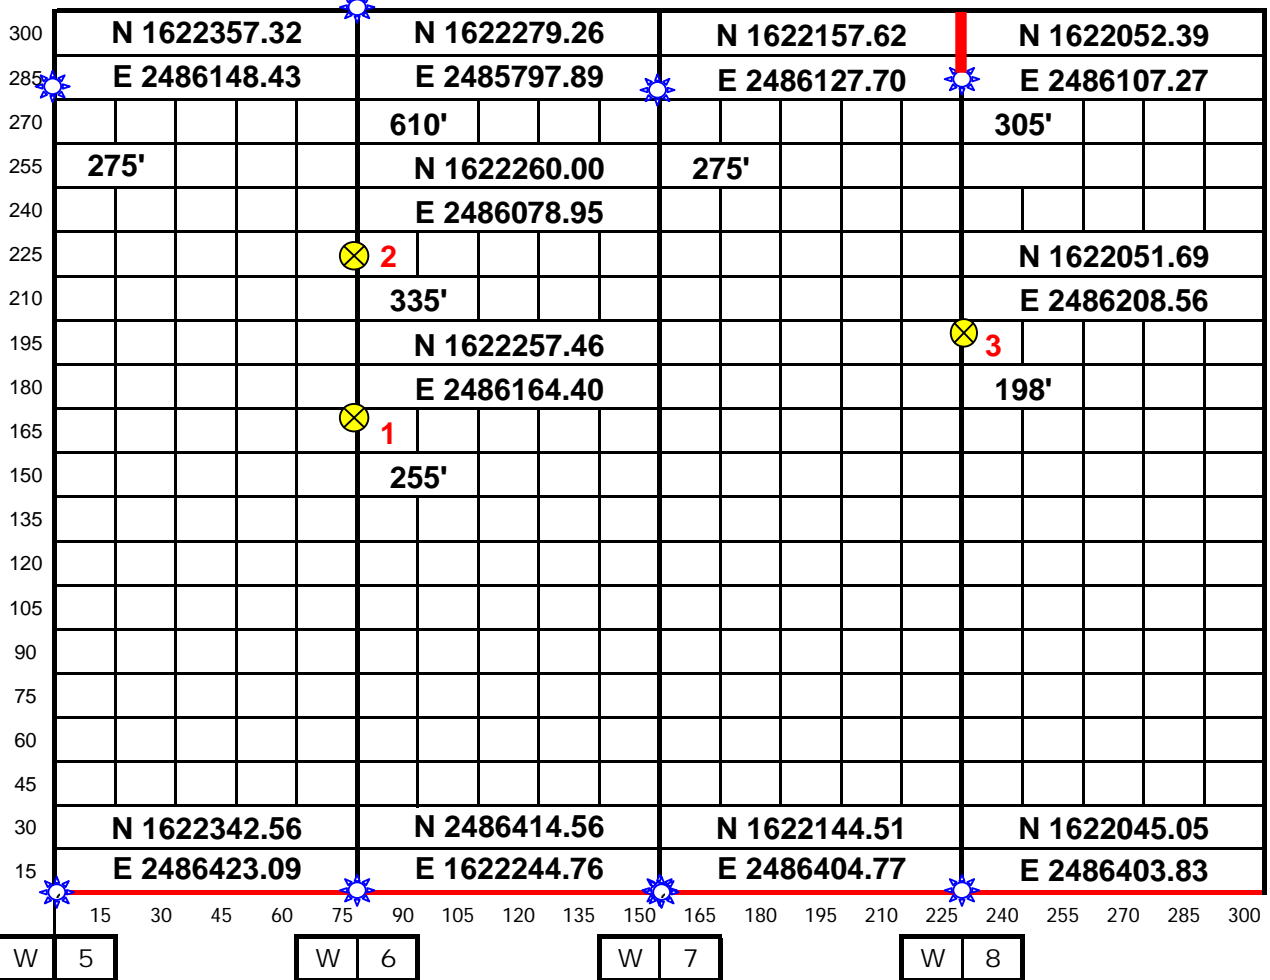 300 N 1622357.32 N 1622279.26 N 1622157.62 N 1622052.39
285 E 2486148.43 E 2485797.89 E 2486127.70 E 2486107.27
270 610' 305'
255 275' N 1622260.00 275'
240 E 2486078.95
225 2 N 1622051.69
210 335' E 2486208.56
195 N 1622257.46 3
180 E 2486164.40 198'
165 1
150 255'
135
120
105
90
75
60
45
30 N 1622342.56 N 2486414.56 N 1622144.51 N 1622045.05
15 E 2486423.09 E 1622244.76 E 2486404.77 E 2486403.83
15 30 45 60 75 90 105 120 135 150 165 180 195 210 225 240 255 270 285 300
W 5 W 6 W 7 W 8